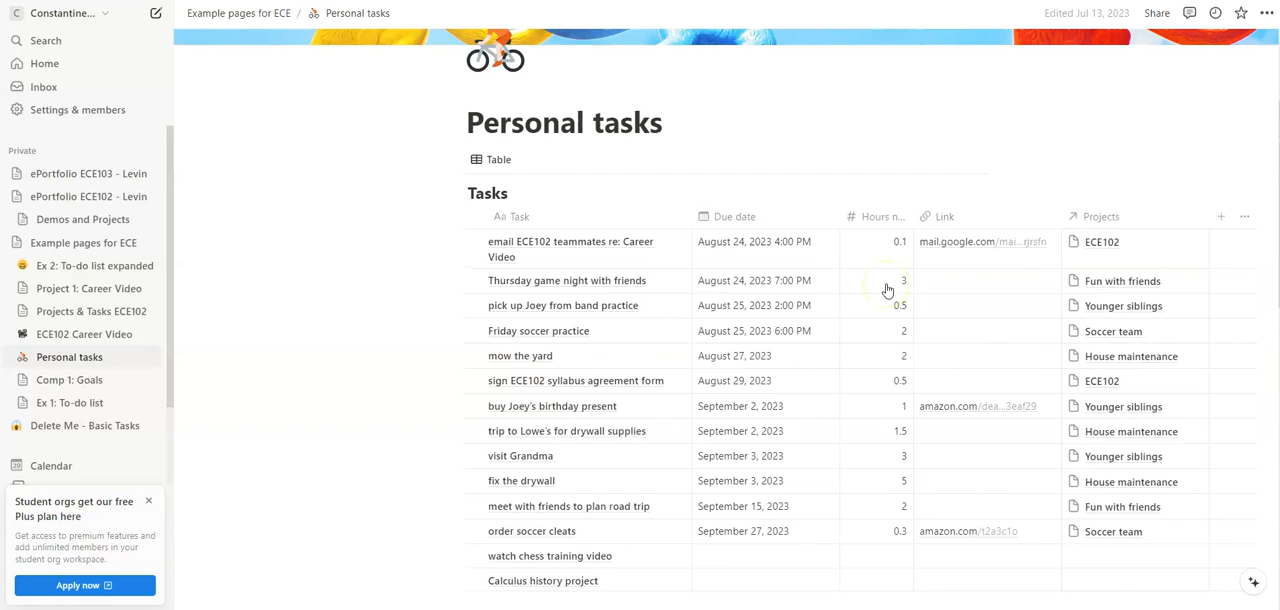 C Constantine...
Example pages for ECE / Personal tasks
Edited Jul 13, 2023 Share
Search
Home
Inbox
Settings & members
Private
ePortfolio ECE103 - Levin
ePortfolio ECE102 - Levin
Demos and Projects
Example pages for ECE
Ex 2: To-do list expanded
Project 1: Career Video
Projects & Tasks ECE102
ECE102 Career Video
Personal tasks
Comp 1: Goals
Ex 1: To-do list
Delete Me - Basic Tasks
Calendar
Student orgs get our free
Plus plan here
Get access to premium features and
add unlimited members in your
student org workspace.
Apply now
Personal tasks
Table
Tasks
Aa Task Due date # Hours n... Link Projects
email ECE102 teammates re: Career August 24, 2023 4:00 PM 0.1 mail.google.com/mai...rjrsfn ECE102
Video
Thursday game night with friends August 24, 2023 7:00 PM 3 Fun with friends
pick up Joey from band practice August 25, 2023 2:00 PM 0.5 Younger siblings
Friday soccer practice August 25, 2023 6:00 PM 2 Soccer team
mow the yard August 27, 2023 2 House maintenance
sign ECE102 syllabus agreement form August 29, 2023 0.5 ECE102
buy Joey's birthday present September 2, 2023 1 amazon.com/dea...3eaf29 Younger siblings
trip to Lowe's for drywall supplies September 2, 2023 1.5 House maintenance
visit Grandma September 3, 2023 3 Younger siblings
fix the drywall September 3, 2023 5 House maintenance
meet with friends to plan road trip September 15, 2023 2 Fun with friends
order soccer cleats September 27, 2023 0.3 amazon.com/t2a3c1o Soccer team
watch chess training video
Calculus history project